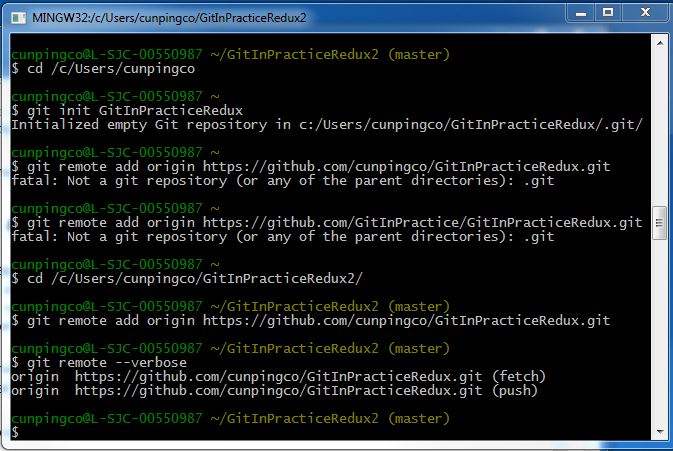 MINGW32:/c/Users/cunpingco/GitInPracticeRedux2
cunpingco@L-SJC-00550987 ~/GitInPracticeRedux2 (master)
$ cd /c/Users/cunpingco
cunpingco@L-SJC-00550987 ~
$ git init GitInPracticeRedux
Initialized empty Git repository in c:/Users/cunpingco/GitInPracticeRedux/.git/
cunpingco@L-SJC-00550987 ~
$ git remote add origin https://github.com/cunpingco/GitInPracticeRedux.git
fatal: Not a git repository (or any of the parent directories): .git
cunpingco@L-SJC-00550987 ~
$ git remote add origin https://github.com/GitInPractice/GitInPracticeRedux.git
fatal: Not a git repository (or any of the parent directories): .git
cunpingco@L-SJC-00550987 ~
$ cd /c/Users/cunpingco/GitInPracticeRedux2/
cunpingco@L-SJC-00550987 ~/GitInPracticeRedux2 (master)
$ git remote add origin https://github.com/cunpingco/GitInPracticeRedux.git
cunpingco@L-SJC-00550987 ~/GitInPracticeRedux2 (master)
$ git remote --verbose
origin  https://github.com/cunpingco/GitInPracticeRedux.git (fetch)
origin  https://github.com/cunpingco/GitInPracticeRedux.git (push)
cunpingco@L-SJC-00550987 ~/GitInPracticeRedux2 (master)
$